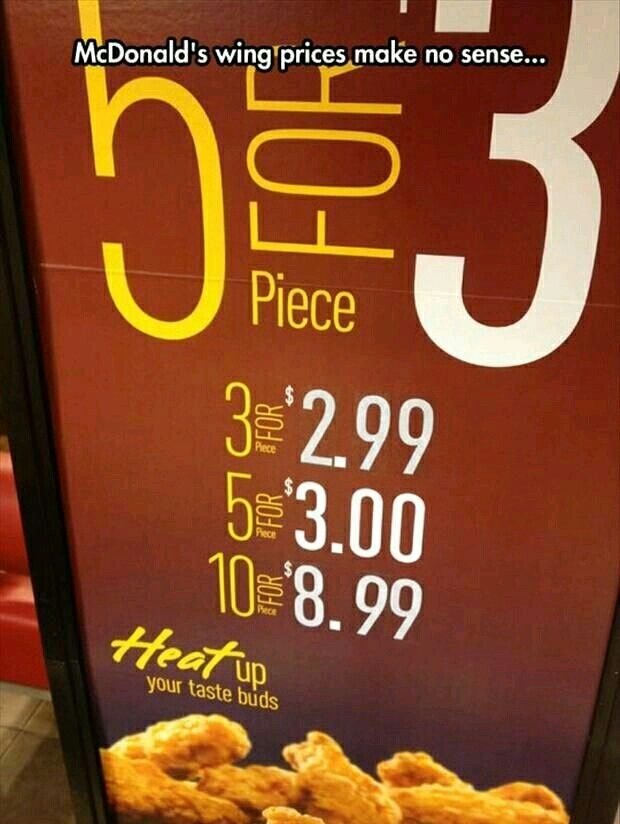 McDonald's wing prices make no sense...
5 FOR 3
Piece
3 Piece FOR $2.99
5 Piece FOR $3.00
10 Piece FOR $8.99
Heat up
your taste buds